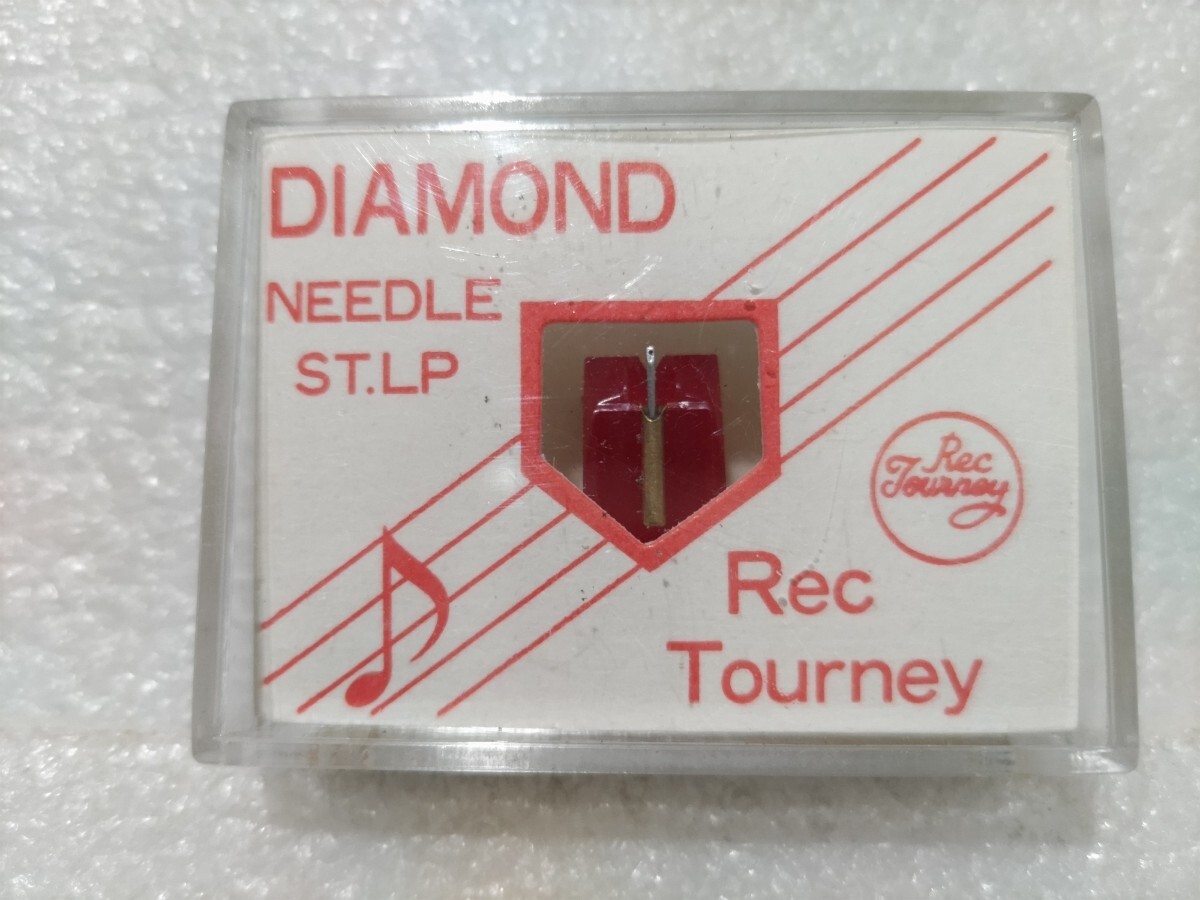 DIAMOND
NEEDLE
ST.LP
Rec
Tourney
Rec
Tourney